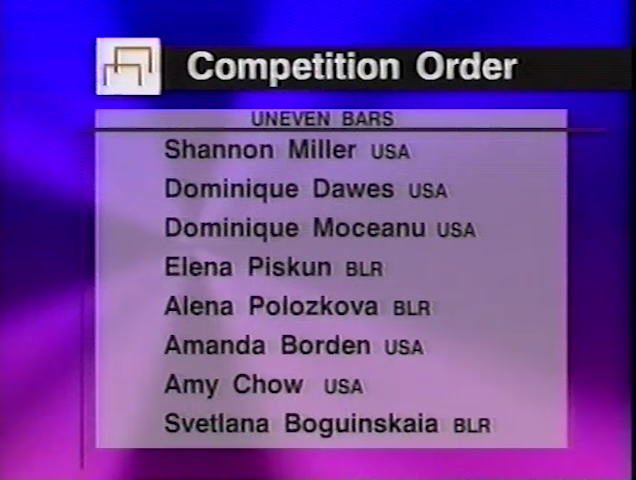 Competition Order
UNEVEN BARS
Shannon Miller USA
Dominique Dawes USA
Dominique Moceanu USA
Elena Piskun BLR
Alena Polozkova BLR
Amanda Borden USA
Amy Chow USA
Svetlana Boguinskaia BLR